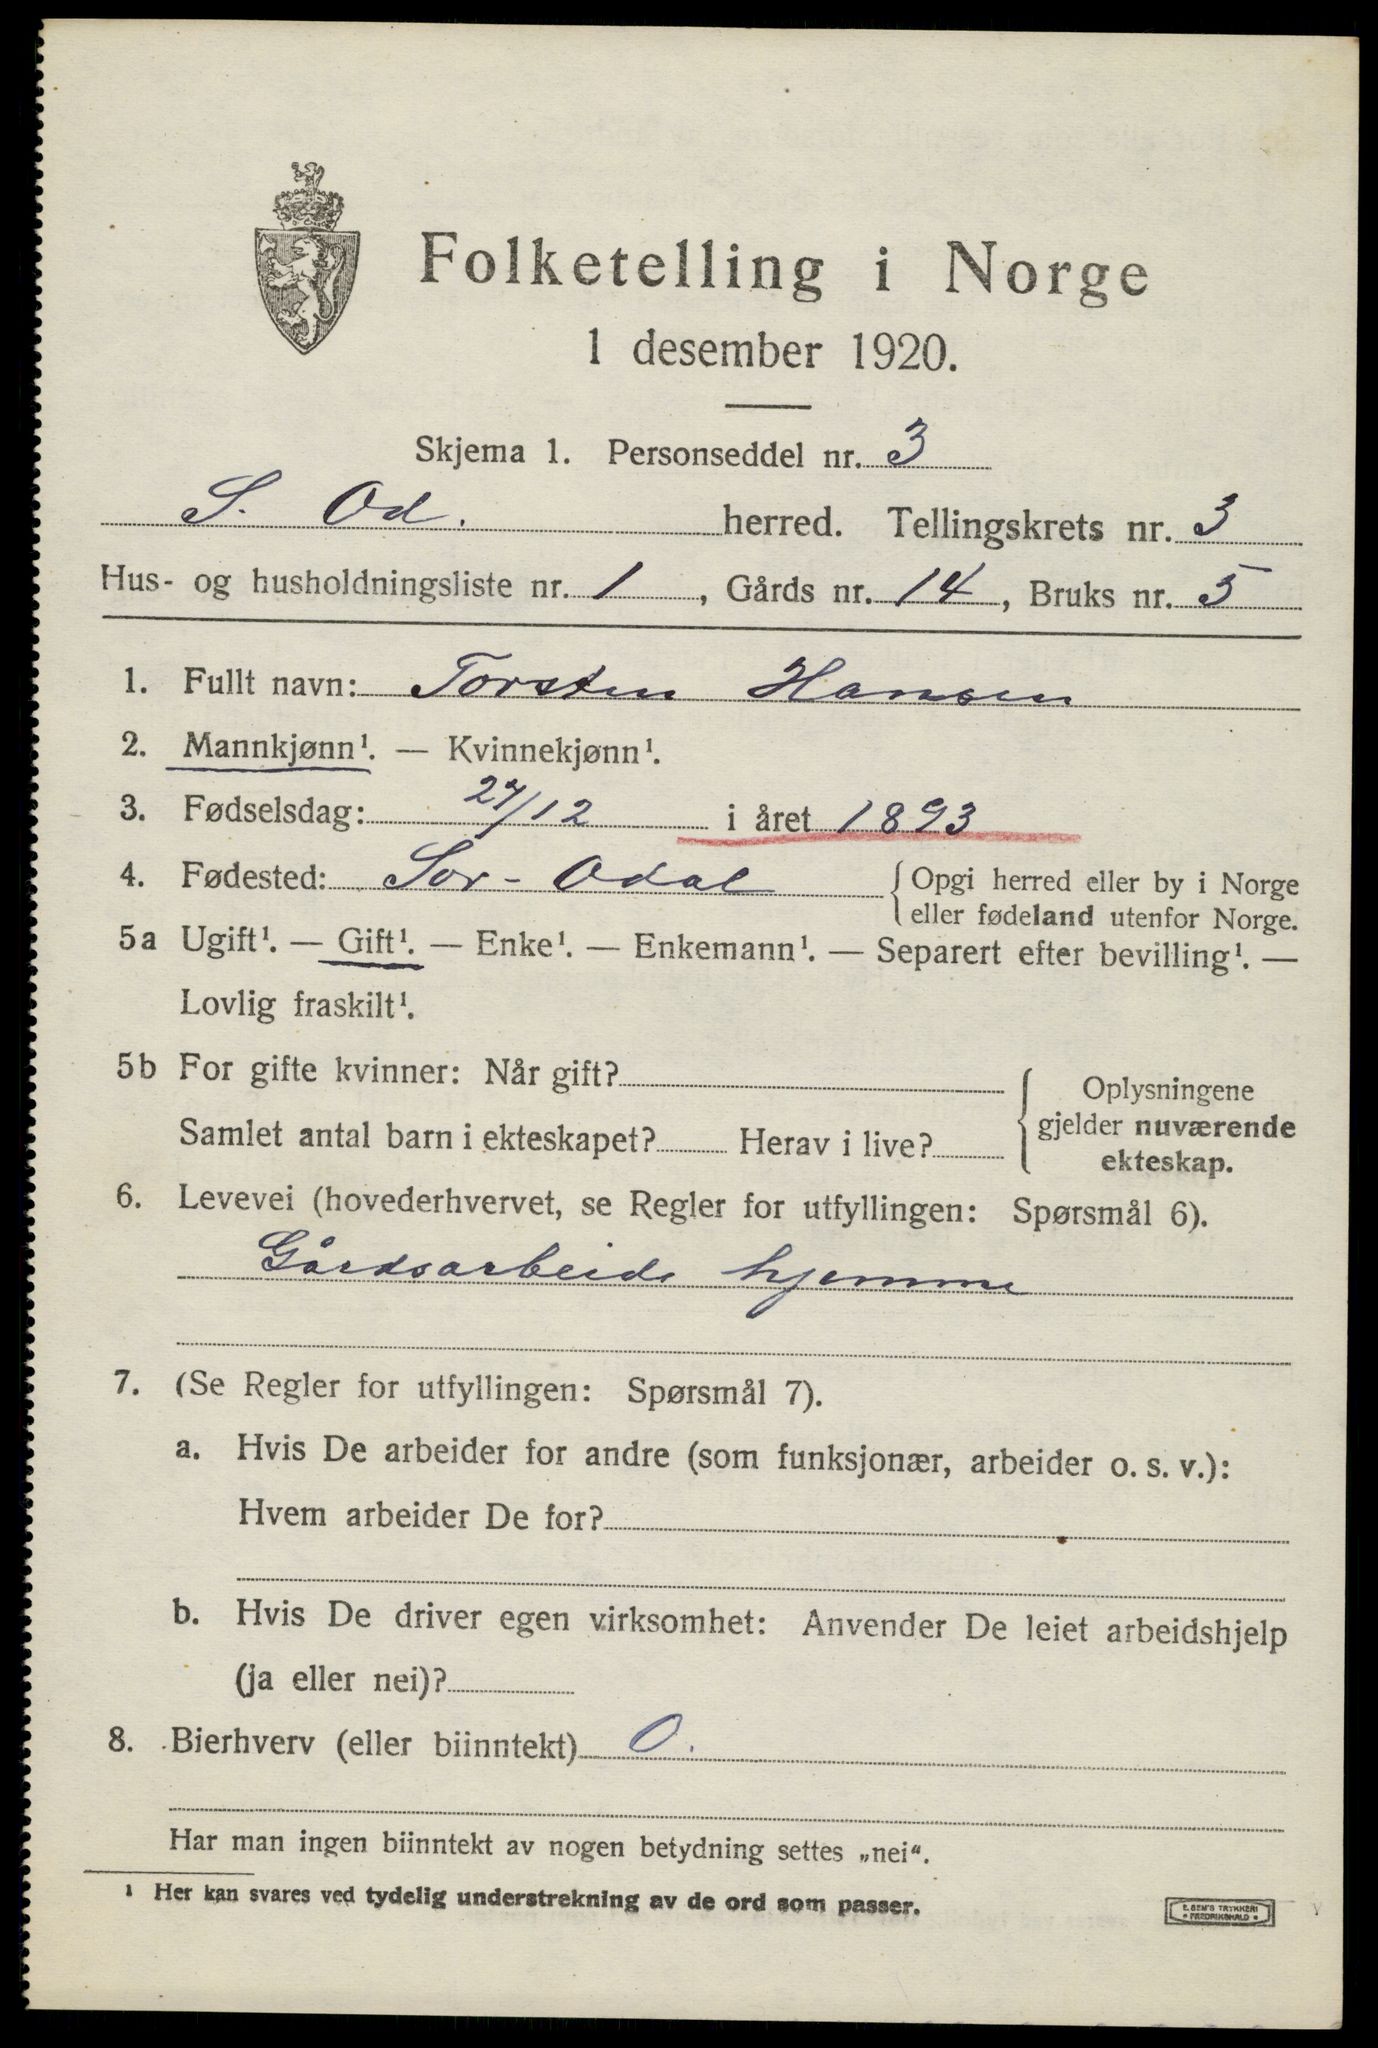 Folketelling i Norge
1 desember 1920.
Skjema 1. Personseddel nr. 3
S. Od. herred. Tellingskrets nr. 3
Hus- og husholdningsliste nr. 1, Gårds nr. 14, Bruks nr. 5
1. Fullt navn: Torsten Hansen
2. Mannkjønn¹. — Kvinnekjønn¹.
3. Fødselsdag: 27/12 i året 1893
4. Fødested: Sør-Odal { Opgi herred eller by i Norge
eller fødeland utenfor Norge.
5a Ugift¹. — Gift¹. — Enke¹. — Enkemann¹. — Separert efter bevilling¹. —
Lovlig fraskilt¹.
5b For gifte kvinner: Når gift?
Samlet antal barn i ekteskapet? Herav i live?
Oplysningene
gjelder nuværende
ekteskap.
6. Levevei (hovederhvervet, se Regler for utfyllingen: Spørsmål 6).
Gårdsarbeide hjemme
7. (Se Regler for utfyllingen: Spørsmål 7).
a. Hvis De arbeider for andre (som funksjonær, arbeider o. s. v.):
Hvem arbeider De for?
b. Hvis De driver egen virksomhet: Anvender De leiet arbeidshjelp
(ja eller nei)?
8. Bierhverv (eller biinntekt) O.
Har man ingen biinntekt av nogen betydning settes „nei“.
¹ Her kan svares ved tydelig understrekning av de ord som passer.
E. SEM'S TRYKKERI
FREDRIKSHALD